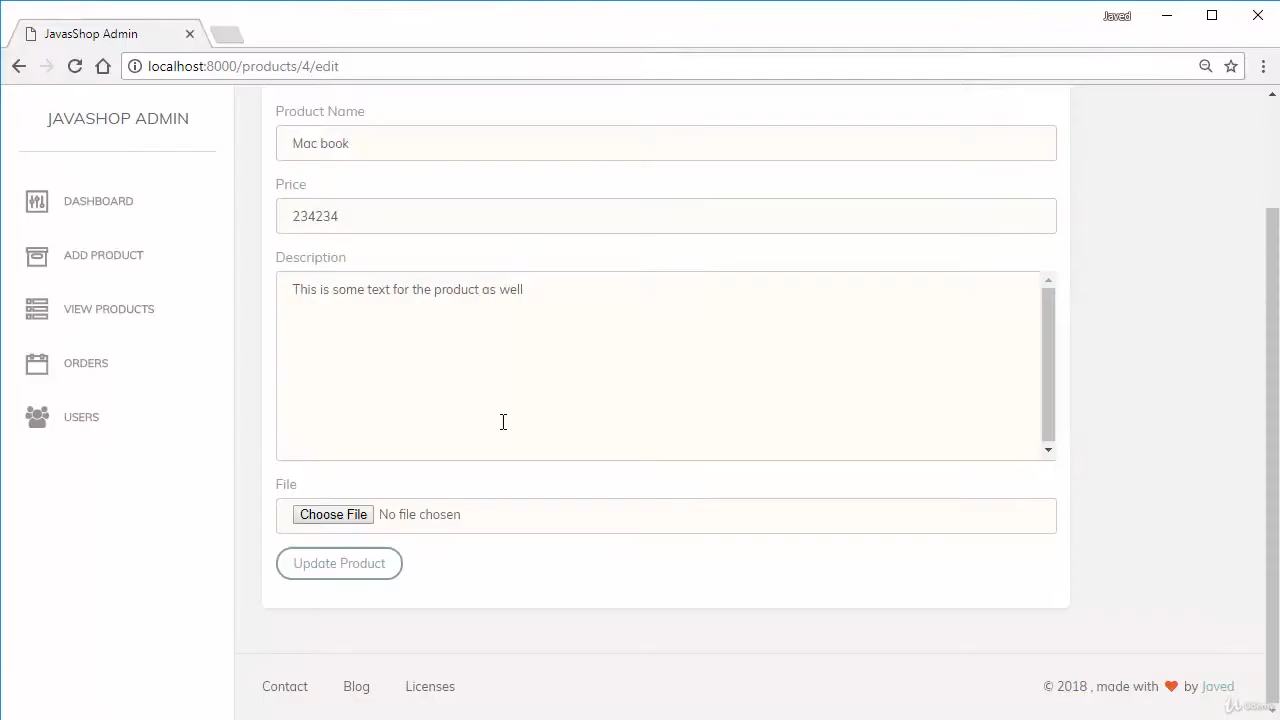 Javed
JavasShop Admin
localhost:8000/products/4/edit
JAVASHOP ADMIN
DASHBOARD
ADD PRODUCT
VIEW PRODUCTS
ORDERS
USERS
Product Name
Mac book
Price
234234
Description
This is some text for the product as well
File
Choose File No file chosen
Update Product
Contact Blog Licenses
© 2018 , made with by Javed
Udemy